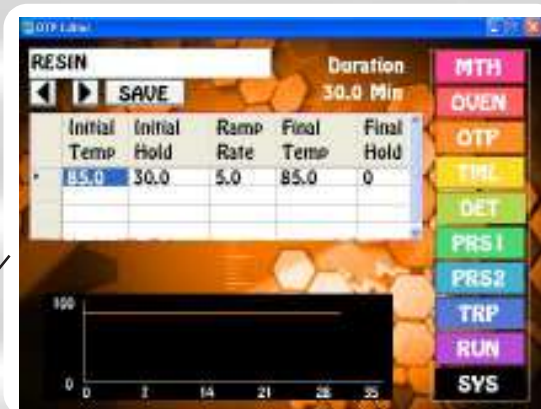 OTP Editor
RESIN
Duration
30.0 Min
SAVE
Initial Temp Initial Hold Ramp Rate Final Temp Final Hold
85.0 30.0 5.0 85.0 0
100
0
0 7 14 21 28 35
MTH
OVEN
OTP
TML
DET
PRS1
PRS2
TRP
RUN
SYS